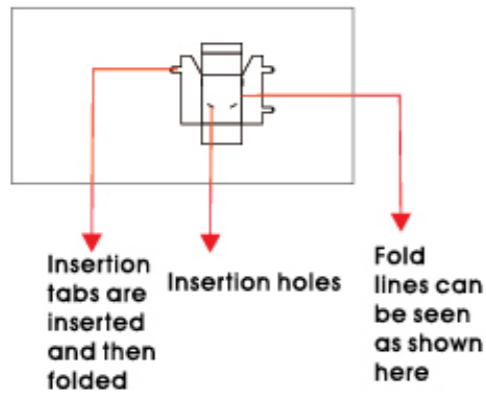 Insertion
tabs are
inserted
and then
folded
Insertion holes
Fold
lines can
be seen
as shown
here